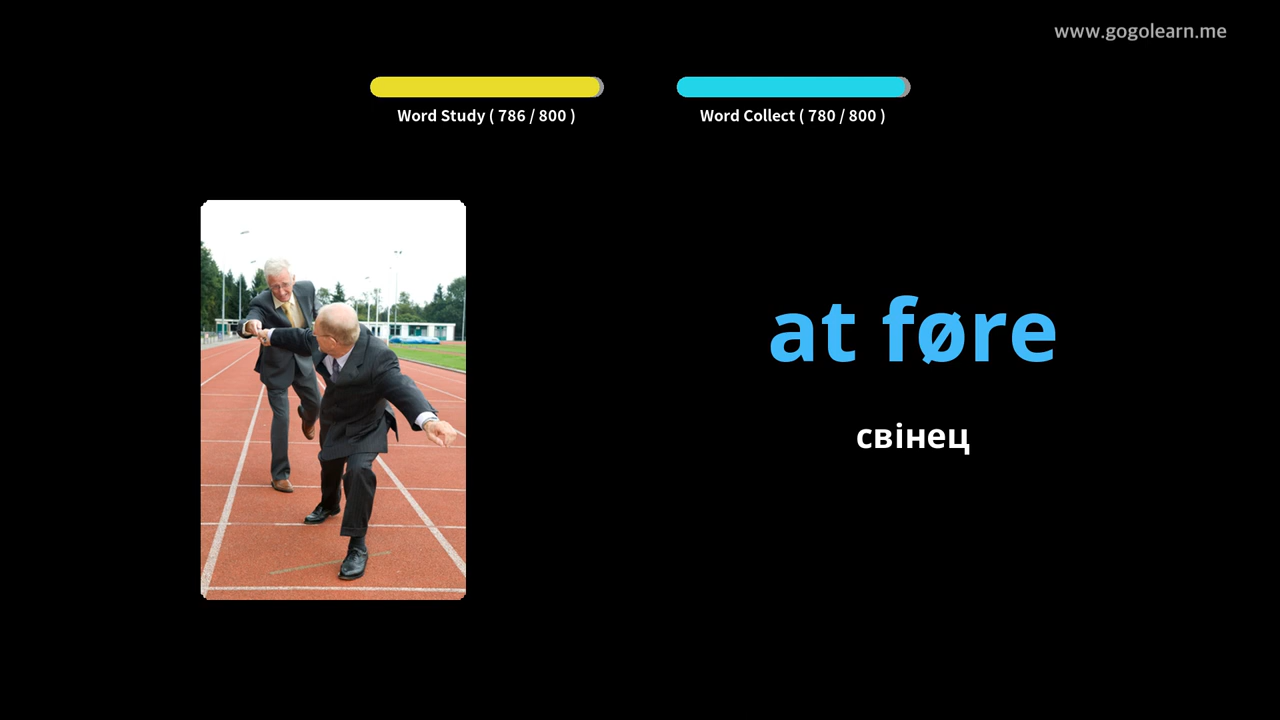 www.gogolearn.me
Word Study ( 786 / 800 )
Word Collect ( 780 / 800 )
at føre
свінец